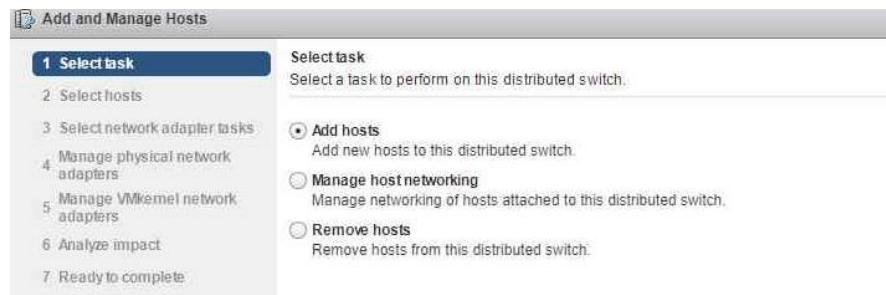 Add and Manage Hosts
1 Select task
2 Select hosts
3 Select network adapter tasks
4 Manage physical network
adapters
5 Manage VMkernel network
adapters
6 Analyze impact
7 Ready to complete
Select task
Select a task to perform on this distributed switch.
Add hosts
Add new hosts to this distributed switch.
Manage host networking
Manage networking of hosts attached to this distributed switch.
Remove hosts
Remove hosts from this distributed switch.